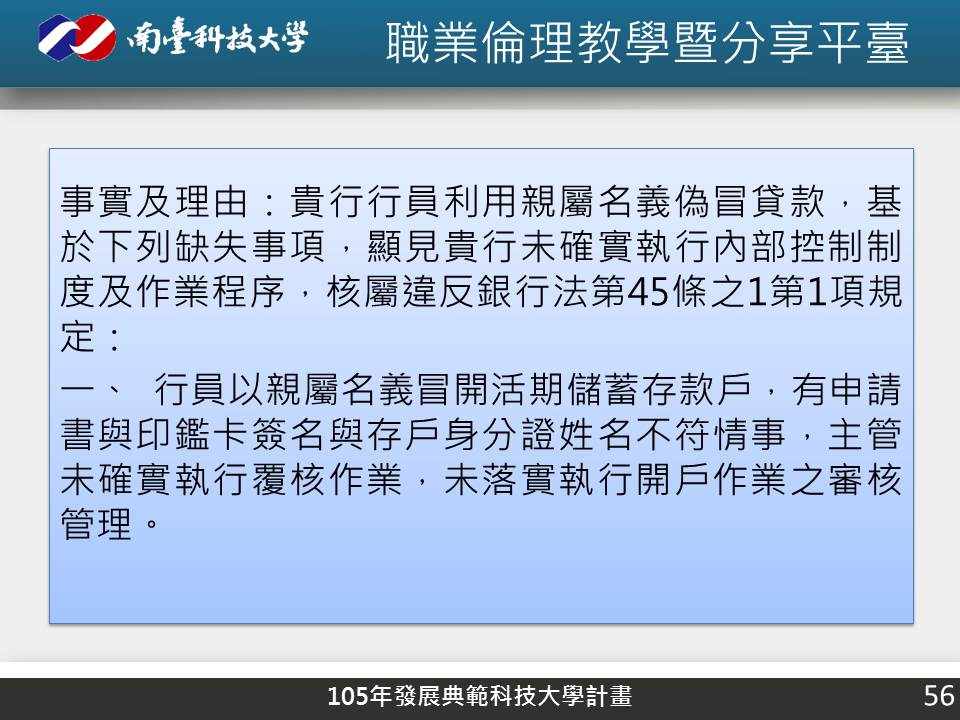 南臺科技大學
職業倫理教學暨分享平臺
事實及理由：貴行行員利用親屬名義偽冒貸款，基
於下列缺失事項，顯見貴行未確實執行內部控制制
度及作業程序，核屬違反銀行法第45條之1第1項規
定：
一、 行員以親屬名義冒開活期儲蓄存款戶，有申請
書與印鑑卡簽名與存戶身分證姓名不符情事，主管
未確實執行覆核作業，未落實執行開戶作業之審核
管理。
105年發展典範科技大學計畫
56